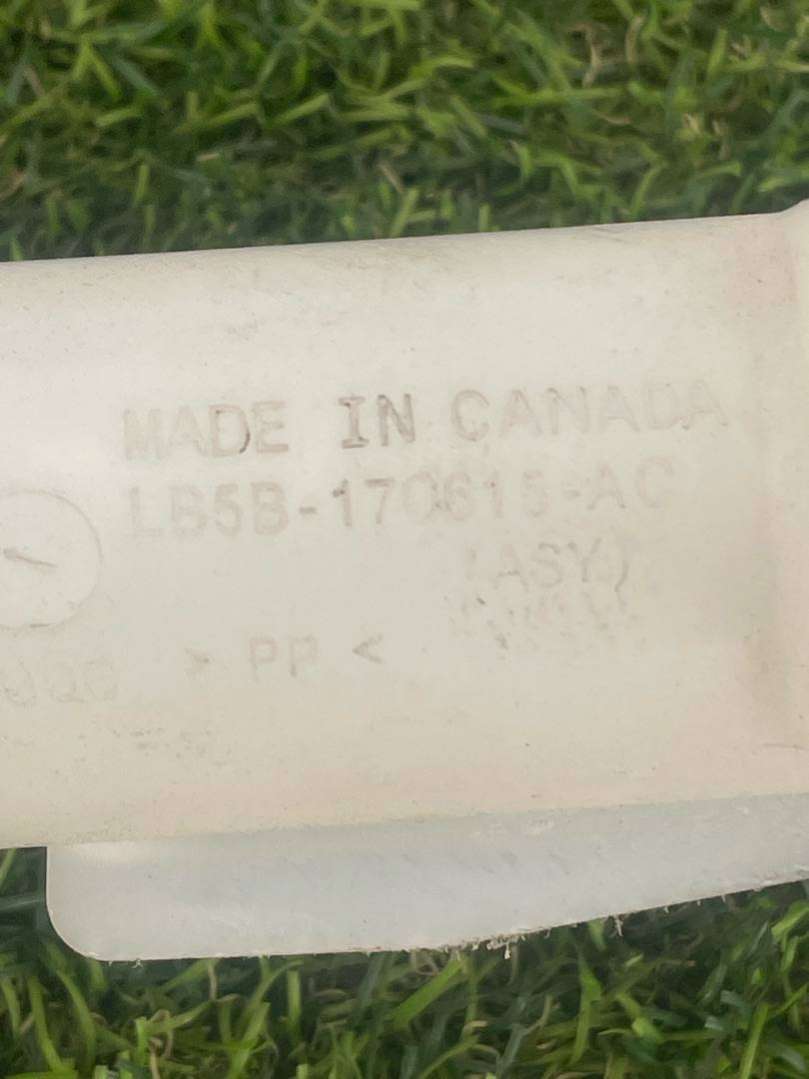 MADE IN CANADA
LB5B-170615-AC
(ASY)
> PP <